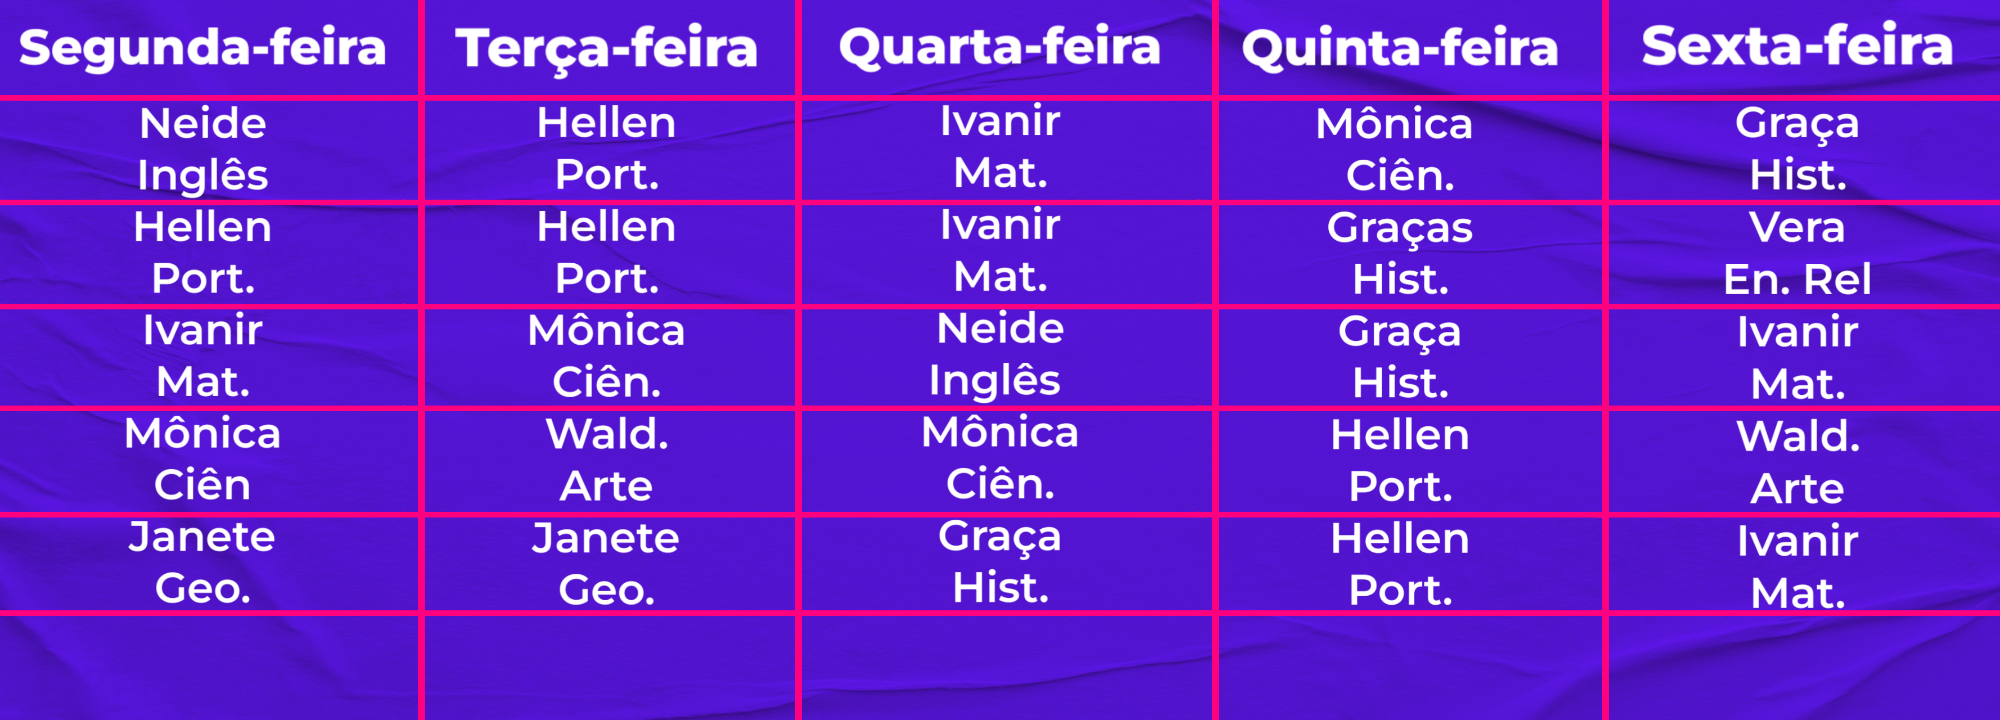 Segunda-feira Terça-feira Quarta-feira Quinta-feira Sexta-feira
Neide Hellen Ivanir Mônica Graça
Inglês Port. Mat. Ciên. Hist.
Hellen Hellen Ivanir Graças Vera
Port. Port. Mat. Hist. En. Rel
Ivanir Mônica Neide Graça Ivanir
Mat. Ciên. Inglês Hist. Mat.
Mônica Wald. Mônica Hellen Wald.
Ciên Arte Ciên. Port. Arte
Janete Janete Graça Hellen Ivanir
Geo. Geo. Hist. Port. Mat.